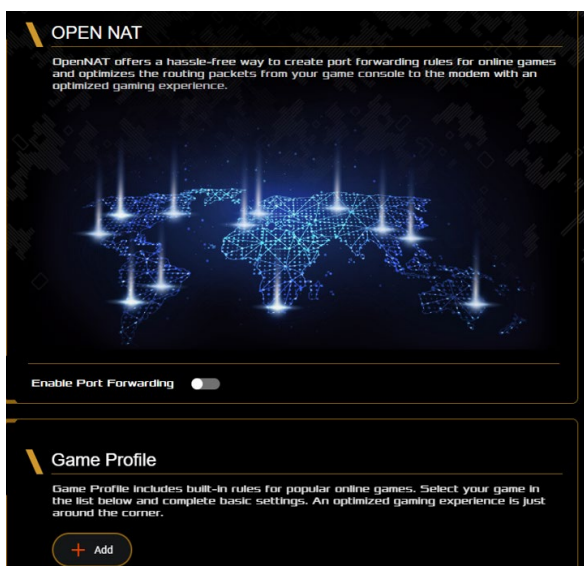 OPEN NAT
OpenNAT offers a hassle-free way to create port forwarding rules for online games
and optimizes the routing packets from your game console to the modem with an
optimized gaming experience.
Enable Port Forwarding
Game Profile
Game Profile includes built-in rules for popular online games. Select your game in
the list below and complete basic settings. An optimized gaming experience is just
around the corner.
+ Add